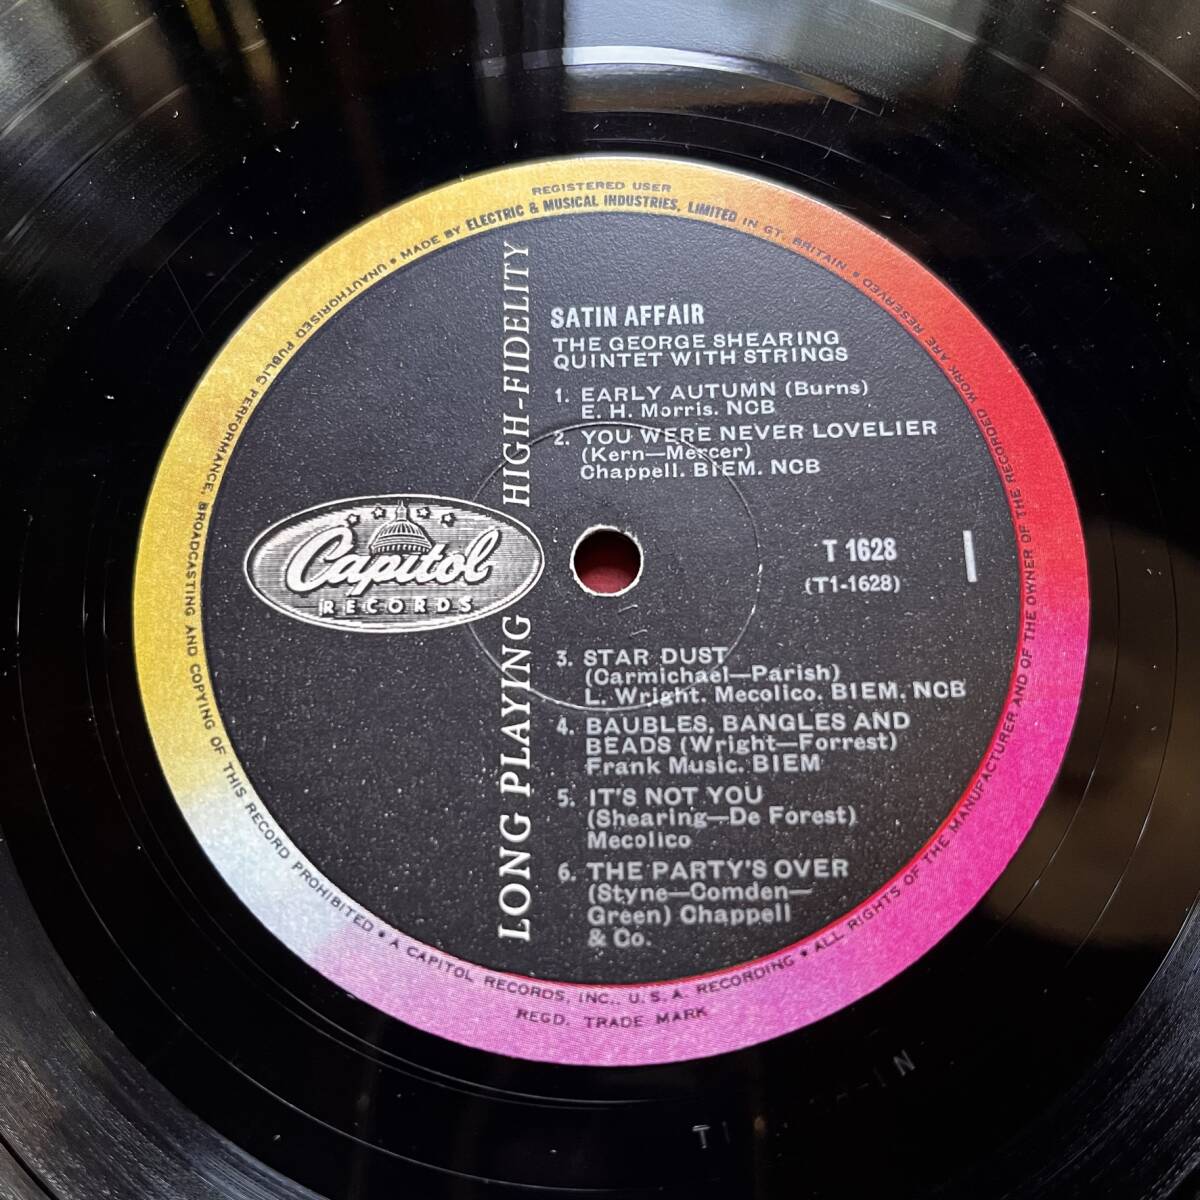 REGISTERED USER
• MADE BY ELECTRIC & MUSICAL INDUSTRIES, LIMITED IN GT. BRITAIN •
ALL RIGHTS OF THE MANUFACTURER AND OF THE OWNER OF THE RECORDED WORK ARE RESERVED
UNAUTHORISED PUBLIC PERFORMANCE, BROADCASTING AND COPYING OF THIS RECORD PROHIBITED •
A CAPITOL RECORDS, INC., U.S.A. RECORDING •
REGD. TRADE MARK
LONG PLAYING HIGH-FIDELITY
Capitol
RECORDS
SATIN AFFAIR
THE GEORGE SHEARING
QUINTET WITH STRINGS
1. EARLY AUTUMN (Burns)
E. H. Morris. NCB
2. YOU WERE NEVER LOVELIER
(Kern—Mercer)
Chappell. BIEM. NCB
T 1628
(T1-1628)
1
3. STAR DUST
(Carmichael—Parish)
L. Wright. Mecolico. BIEM. NCB
4. BAUBLES, BANGLES AND
BEADS (Wright—Forrest)
Frank Music. BIEM
5. IT'S NOT YOU
(Shearing—De Forest)
Mecolico
6. THE PARTY'S OVER
(Styne—Comden—
Green) Chappell
& Co.